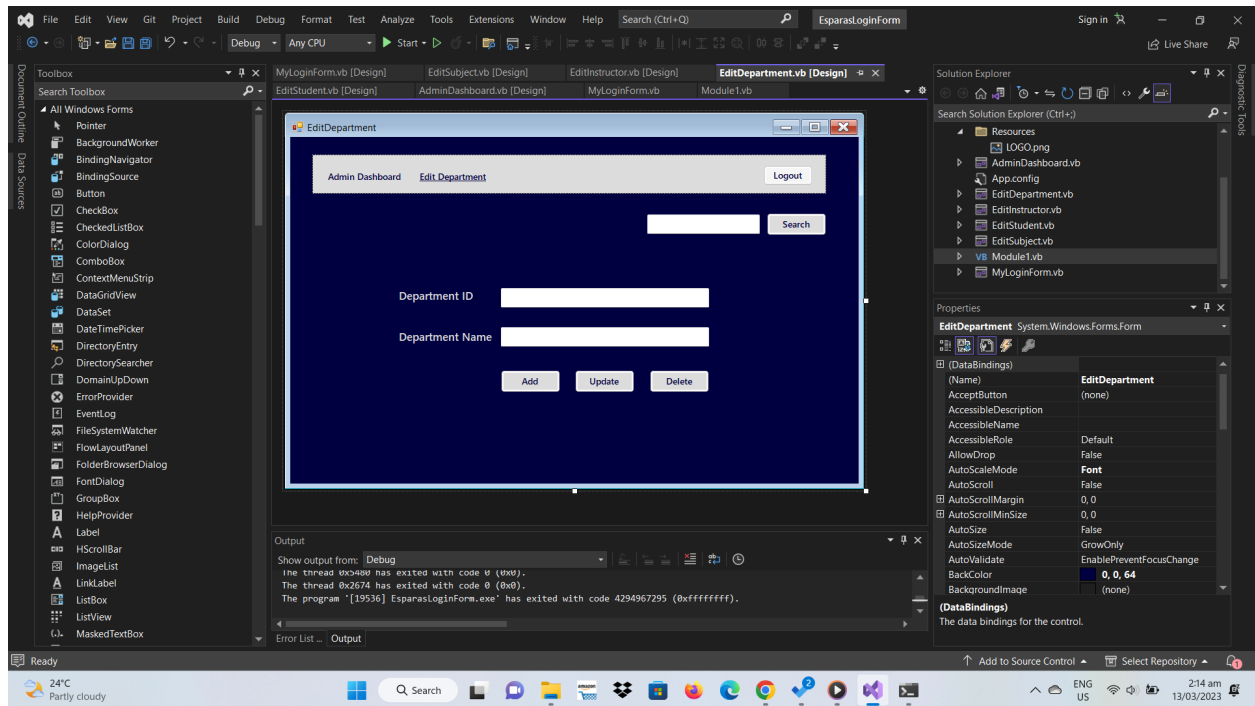 File Edit View Git Project Build Debug Format Test Analyze Tools Extensions Window Help Search (Ctrl+Q) EsparasLoginForm Sign in
Debug Any CPU Start Live Share
Document Outline
Data Sources
Toolbox
Search Toolbox
All Windows Forms
Pointer
BackgroundWorker
BindingNavigator
BindingSource
Button
CheckBox
CheckedListBox
ColorDialog
ComboBox
ContextMenuStrip
DataGridView
DataSet
DateTimePicker
DirectoryEntry
DirectorySearcher
DomainUpDown
ErrorProvider
EventLog
FileSystemWatcher
FlowLayoutPanel
FolderBrowserDialog
FontDialog
GroupBox
HelpProvider
Label
HScrollBar
ImageList
LinkLabel
ListBox
ListView
MaskedTextBox
MyLoginForm.vb [Design] EditSubject.vb [Design] EditInstructor.vb [Design] EditDepartment.vb [Design]
EditStudent.vb [Design] AdminDashboard.vb [Design] MyLoginForm.vb Module1.vb
EditDepartment
Admin Dashboard Edit Department Logout
Search
Department ID
Department Name
Add Update Delete
Output
Show output from: Debug
The thread 0x5480 has exited with code 0 (0x0).
The thread 0x2674 has exited with code 0 (0x0).
The program '[19536] EsparasLoginForm.exe' has exited with code 4294967295 (0xffffffff).
Error List ... Output
Solution Explorer
Search Solution Explorer (Ctrl+;)
Resources
LOGO.png
AdminDashboard.vb
App.config
EditDepartment.vb
EditInstructor.vb
EditStudent.vb
EditSubject.vb
VB Module1.vb
MyLoginForm.vb
Diagnostic Tools
Properties
EditDepartment System.Windows.Forms.Form
(DataBindings)
(Name) EditDepartment
AcceptButton (none)
AccessibleDescription
AccessibleName
AccessibleRole Default
AllowDrop False
AutoScaleMode Font
AutoScroll False
AutoScrollMargin 0, 0
AutoScrollMinSize 0, 0
AutoSize False
AutoSizeMode GrowOnly
AutoValidate EnablePreventFocusChange
BackColor 0, 0, 64
BackgroundImage (none)
(DataBindings)
The data bindings for the control.
Ready Add to Source Control Select Repository 1
24°C
Partly cloudy
Search
amazon
2
ENG
US
2:14 am
13/03/2023